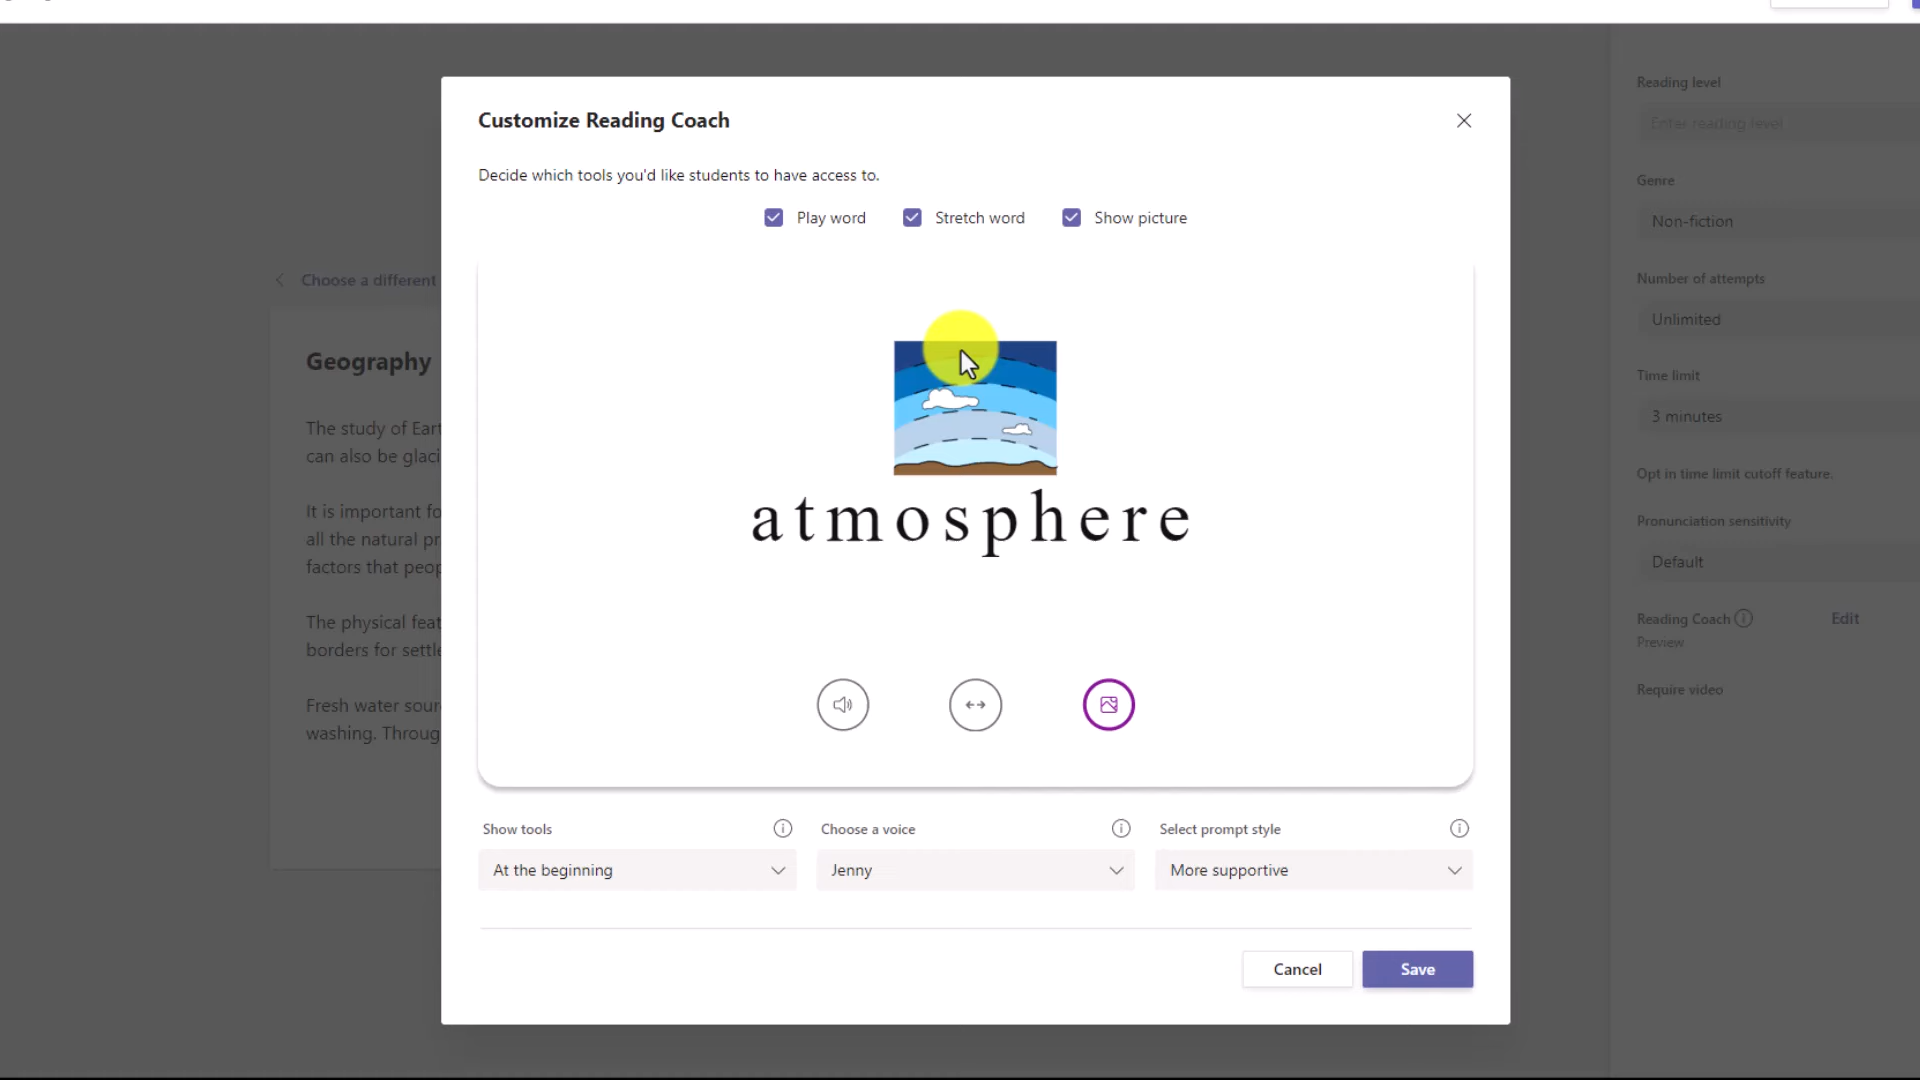 Customize Reading Coach
Decide which tools you'd like students to have access to.
Play word Stretch word Show picture
atmosphere
Show tools
At the beginning
Choose a voice
Jenny
Select prompt style
More supportive
Cancel Save
Choose a different
Geography
The study of Eart
can also be glaci
It is important fo
all the natural pr
factors that peop
The physical feat
borders for settle
Fresh water sour
washing. Throug
Reading level
Enter reading level
Genre
Non-fiction
Number of attempts
Unlimited
Time limit
3 minutes
Opt in time limit cutoff feature.
Pronunciation sensitivity
Default
Reading Coach Edit
Preview
Require video